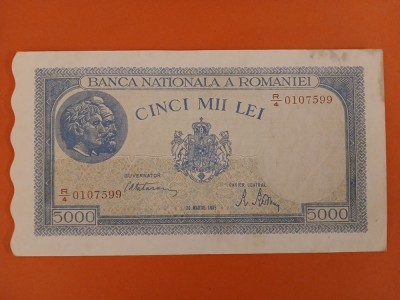 BANCA NATIONALA A ROMANIEI
R/4 0107599
CINCI MII LEI
GUVERNATOR
CASIER CENTRAL
R/4 0107599
5000
5000